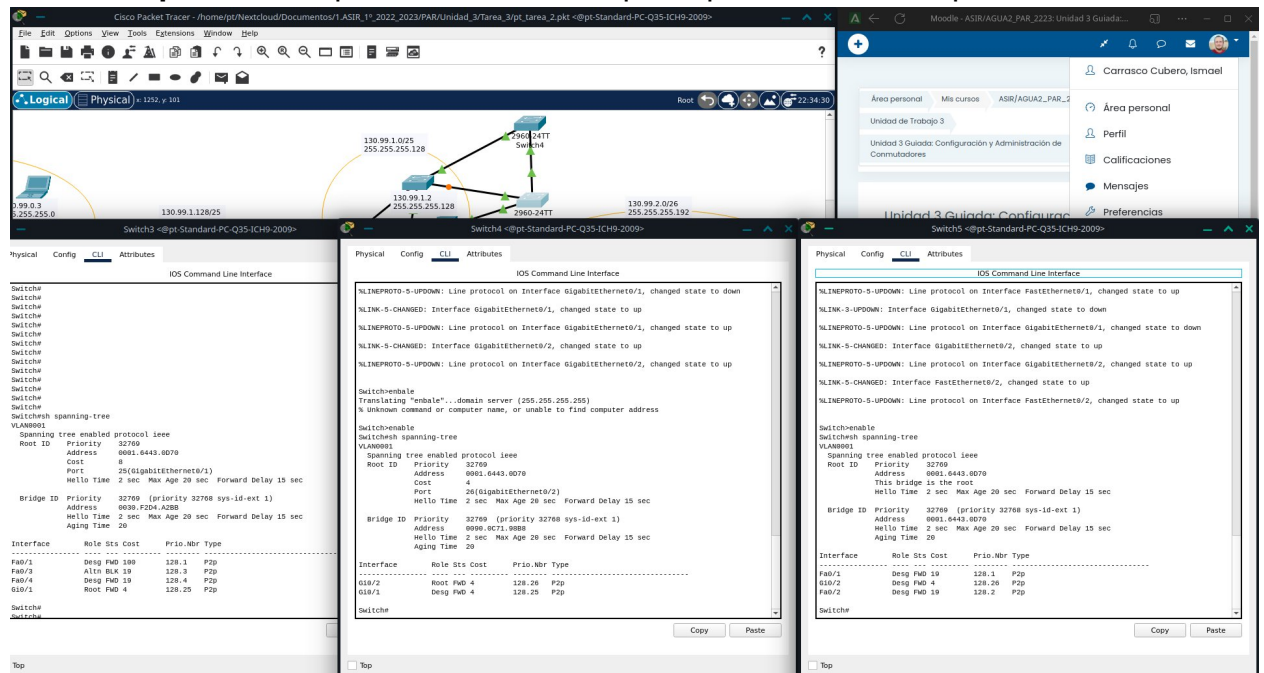 Cisco Packet Tracer - /home/pt/Nextcloud/Documentos/1.ASIR_1º_2022_2023/PAR/Unidad_3/Tarea_3/pt_tarea_2.pkt <@pt-Standard-PC-Q35-ICH9-2009>
File Edit Options View Tools Extensions Window Help
?
Logical Physical x: 1252, y: 101
Root 22:34:30
130.99.1.0/25
255.255.255.128
2960-24TT
Switch4
130.99.1.2
255.255.255.128
2960-24TT
130.99.2.0/26
255.255.255.192
0.99.0.3
5.255.255.0
130.99.1.128/25
Moodle - ASIR/AGUA2_PAR_2223: Unidad 3 Guiada:...
Carrasco Cubero, Ismael
Área personal
Perfil
Calificaciones
Mensajes
Preferencias
Área personal Mis cursos ASIR/AGUA2_PAR_2
Unidad de Trabajo 3
Unidad 3 Guiada: Configuración y Administración de
Conmutadores
Unidad 3 Guiada: Configurac
Switch3 <@pt-Standard-PC-Q35-ICH9-2009>
Physical Config CLI Attributes
IOS Command Line Interface
Switch#
Switch#
Switch#
Switch#
Switch#
Switch#
Switch#
Switch#
Switch#
Switch#
Switch#
Switch#
Switch#
Switch#
Switch#sh spanning-tree
VLAN0001
Spanning tree enabled protocol ieee
Root ID Priority 32769
Address 0001.6443.0D70
Cost 8
Port 25(GigabitEthernet0/1)
Hello Time 2 sec Max Age 20 sec Forward Delay 15 sec
Bridge ID Priority 32769 (priority 32768 sys-id-ext 1)
Address 0030.F2D4.A2BB
Hello Time 2 sec Max Age 20 sec Forward Delay 15 sec
Aging Time 20
Interface Role Sts Cost Prio.Nbr Type
---------------- ---- --- --------- -------- --------------------------------
Fa0/1 Desg FWD 100 128.1 P2p
Fa0/3 Altn BLK 19 128.3 P2p
Fa0/4 Desg FWD 19 128.4 P2p
Gi0/1 Root FWD 4 128.25 P2p
Switch#
Switch#
Top
Switch4 <@pt-Standard-PC-Q35-ICH9-2009>
Physical Config CLI Attributes
IOS Command Line Interface
%LINEPROTO-5-UPDOWN: Line protocol on Interface GigabitEthernet0/1, changed state to down
%LINK-5-CHANGED: Interface GigabitEthernet0/1, changed state to up
%LINEPROTO-5-UPDOWN: Line protocol on Interface GigabitEthernet0/1, changed state to up
%LINK-5-CHANGED: Interface GigabitEthernet0/2, changed state to up
%LINEPROTO-5-UPDOWN: Line protocol on Interface GigabitEthernet0/2, changed state to up
Switch>enbale
Translating "enbale"...domain server (255.255.255.255)
% Unknown command or computer name, or unable to find computer address
Switch>enable
Switch#sh spanning-tree
VLAN0001
Spanning tree enabled protocol ieee
Root ID Priority 32769
Address 0001.6443.0D70
Cost 4
Port 26(GigabitEthernet0/2)
Hello Time 2 sec Max Age 20 sec Forward Delay 15 sec
Bridge ID Priority 32769 (priority 32768 sys-id-ext 1)
Address 0090.0C71.98B8
Hello Time 2 sec Max Age 20 sec Forward Delay 15 sec
Aging Time 20
Interface Role Sts Cost Prio.Nbr Type
---------------- ---- --- --------- -------- --------------------------------
Gi0/2 Root FWD 4 128.26 P2p
Gi0/1 Desg FWD 4 128.25 P2p
Switch#
Copy Paste
Top
Switch5 <@pt-Standard-PC-Q35-ICH9-2009>
Physical Config CLI Attributes
IOS Command Line Interface
%LINEPROTO-5-UPDOWN: Line protocol on Interface FastEthernet0/1, changed state to up
%LINK-3-UPDOWN: Interface GigabitEthernet0/1, changed state to down
%LINEPROTO-5-UPDOWN: Line protocol on Interface GigabitEthernet0/1, changed state to down
%LINK-5-CHANGED: Interface GigabitEthernet0/2, changed state to up
%LINEPROTO-5-UPDOWN: Line protocol on Interface GigabitEthernet0/2, changed state to up
%LINK-5-CHANGED: Interface FastEthernet0/2, changed state to up
%LINEPROTO-5-UPDOWN: Line protocol on Interface FastEthernet0/2, changed state to up
Switch>enable
Switch#sh spanning-tree
VLAN0001
Spanning tree enabled protocol ieee
Root ID Priority 32769
Address 0001.6443.0D70
This bridge is the root
Hello Time 2 sec Max Age 20 sec Forward Delay 15 sec
Bridge ID Priority 32769 (priority 32768 sys-id-ext 1)
Address 0001.6443.0D70
Hello Time 2 sec Max Age 20 sec Forward Delay 15 sec
Aging Time 20
Interface Role Sts Cost Prio.Nbr Type
---------------- ---- --- --------- -------- --------------------------------
Fa0/1 Desg FWD 19 128.1 P2p
Gi0/2 Desg FWD 4 128.26 P2p
Fa0/2 Desg FWD 19 128.2 P2p
Switch#
Copy Paste
Top